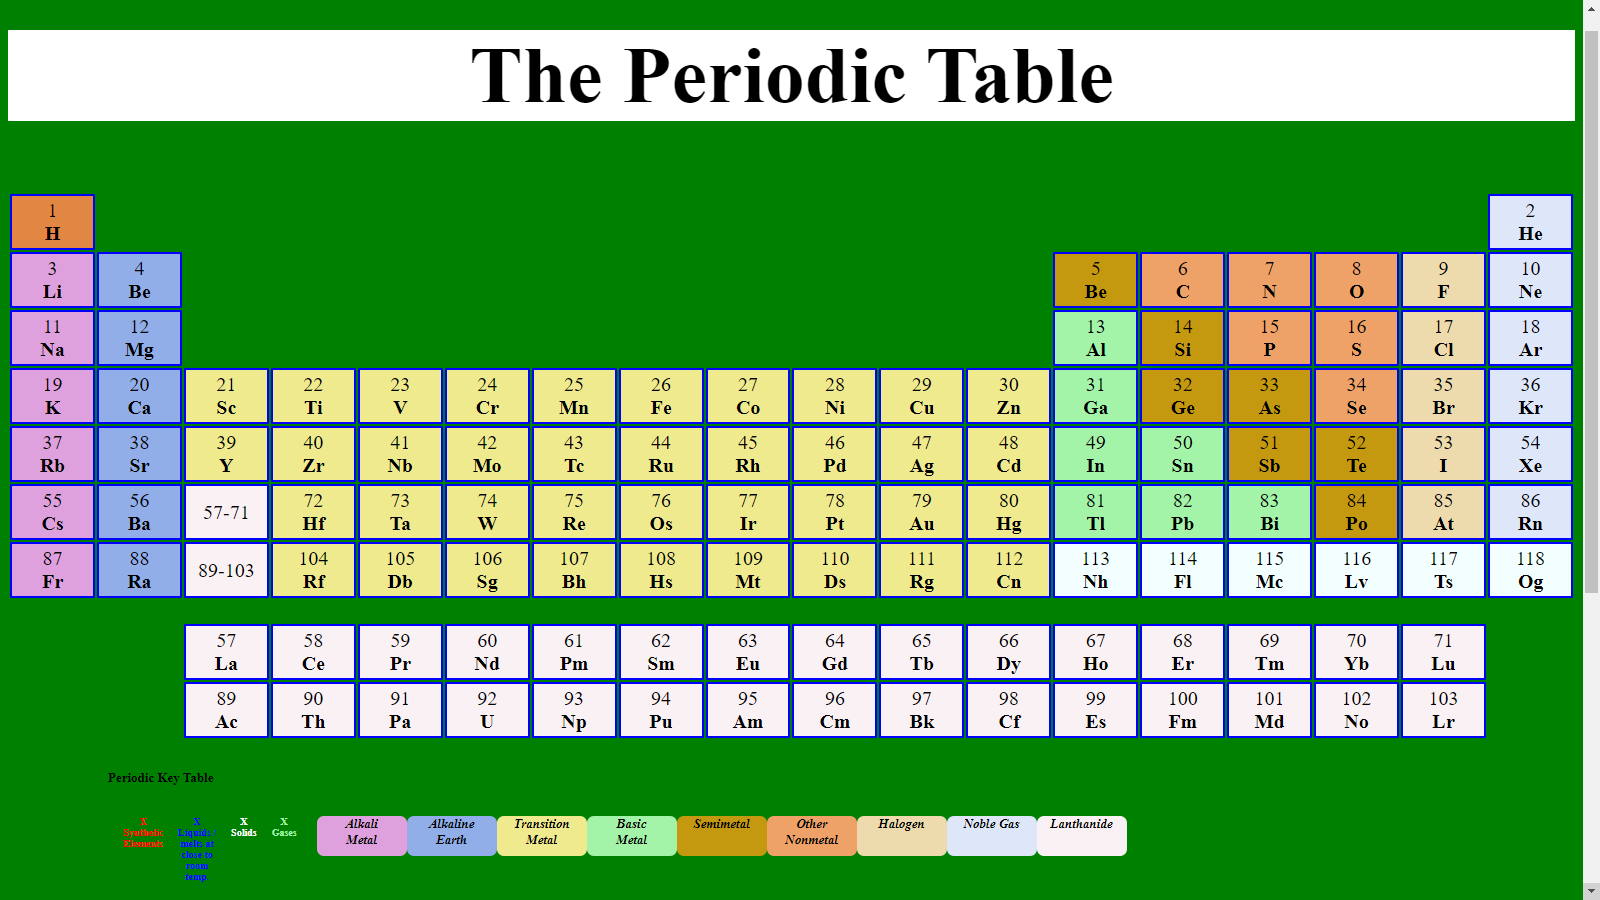 The Periodic Table
1 2
H He
3 4 5 6 7 8 9 10
Li Be Be C N O F Ne
11 12 13 14 15 16 17 18
Na Mg Al Si P S Cl Ar
19 20 21 22 23 24 25 26 27 28 29 30 31 32 33 34 35 36
K Ca Sc Ti V Cr Mn Fe Co Ni Cu Zn Ga Ge As Se Br Kr
37 38 39 40 41 42 43 44 45 46 47 48 49 50 51 52 53 54
Rb Sr Y Zr Nb Mo Tc Ru Rh Pd Ag Cd In Sn Sb Te I Xe
55 56 57-71 72 73 74 75 76 77 78 79 80 81 82 83 84 85 86
Cs Ba Hf Ta W Re Os Ir Pt Au Hg Tl Pb Bi Po At Rn
87 88 89-103 104 105 106 107 108 109 110 111 112 113 114 115 116 117 118
Fr Ra Rf Db Sg Bh Hs Mt Ds Rg Cn Nh Fl Mc Lv Ts Og
57 58 59 60 61 62 63 64 65 66 67 68 69 70 71
La Ce Pr Nd Pm Sm Eu Gd Tb Dy Ho Er Tm Yb Lu
89 90 91 92 93 94 95 96 97 98 99 100 101 102 103
Ac Th Pa U Np Pu Am Cm Bk Cf Es Fm Md No Lr
Periodic Key Table
X
Synthetic
Elements
X
Liquids /
melts at
close to
room
temp.
X
Solids
X
Gases
Alkali
Metal
Alkaline
Earth
Transition
Metal
Basic
Metal
Semimetal
Other
Nonmetal
Halogen
Noble Gas
Lanthanide